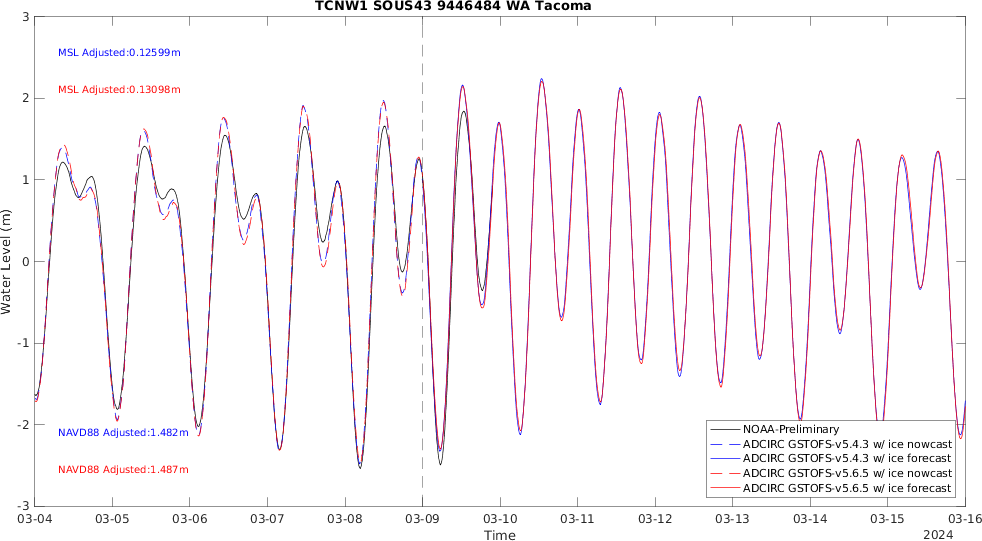 TCNW1 SOUS43 9446484 WA Tacoma
3
2
1
0
-1
-2
-3
Water Level (m)
MSL Adjusted:0.12599m
MSL Adjusted:0.13098m
NAVD88 Adjusted:1.482m
NAVD88 Adjusted:1.487m
NOAA-Preliminary
ADCIRC GSTOFS-v5.4.3 w/ ice nowcast
ADCIRC GSTOFS-v5.4.3 w/ ice forecast
ADCIRC GSTOFS-v5.6.5 w/ ice nowcast
ADCIRC GSTOFS-v5.6.5 w/ ice forecast
03-04 03-05 03-06 03-07 03-08 03-09 03-10 03-11 03-12 03-13 03-14 03-15 03-16
Time
2024